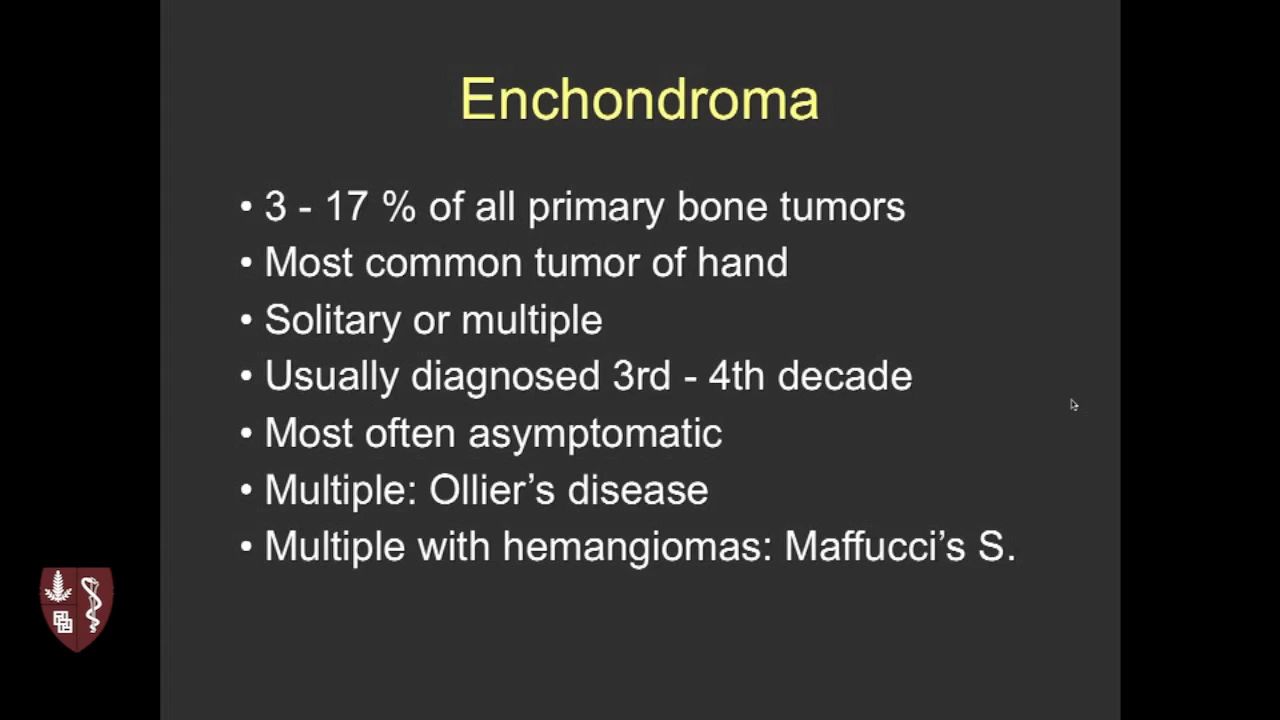 Enchondroma
• 3 - 17 % of all primary bone tumors
• Most common tumor of hand
• Solitary or multiple
• Usually diagnosed 3rd - 4th decade
• Most often asymptomatic
• Multiple: Ollier’s disease
• Multiple with hemangiomas: Maffucci’s S.